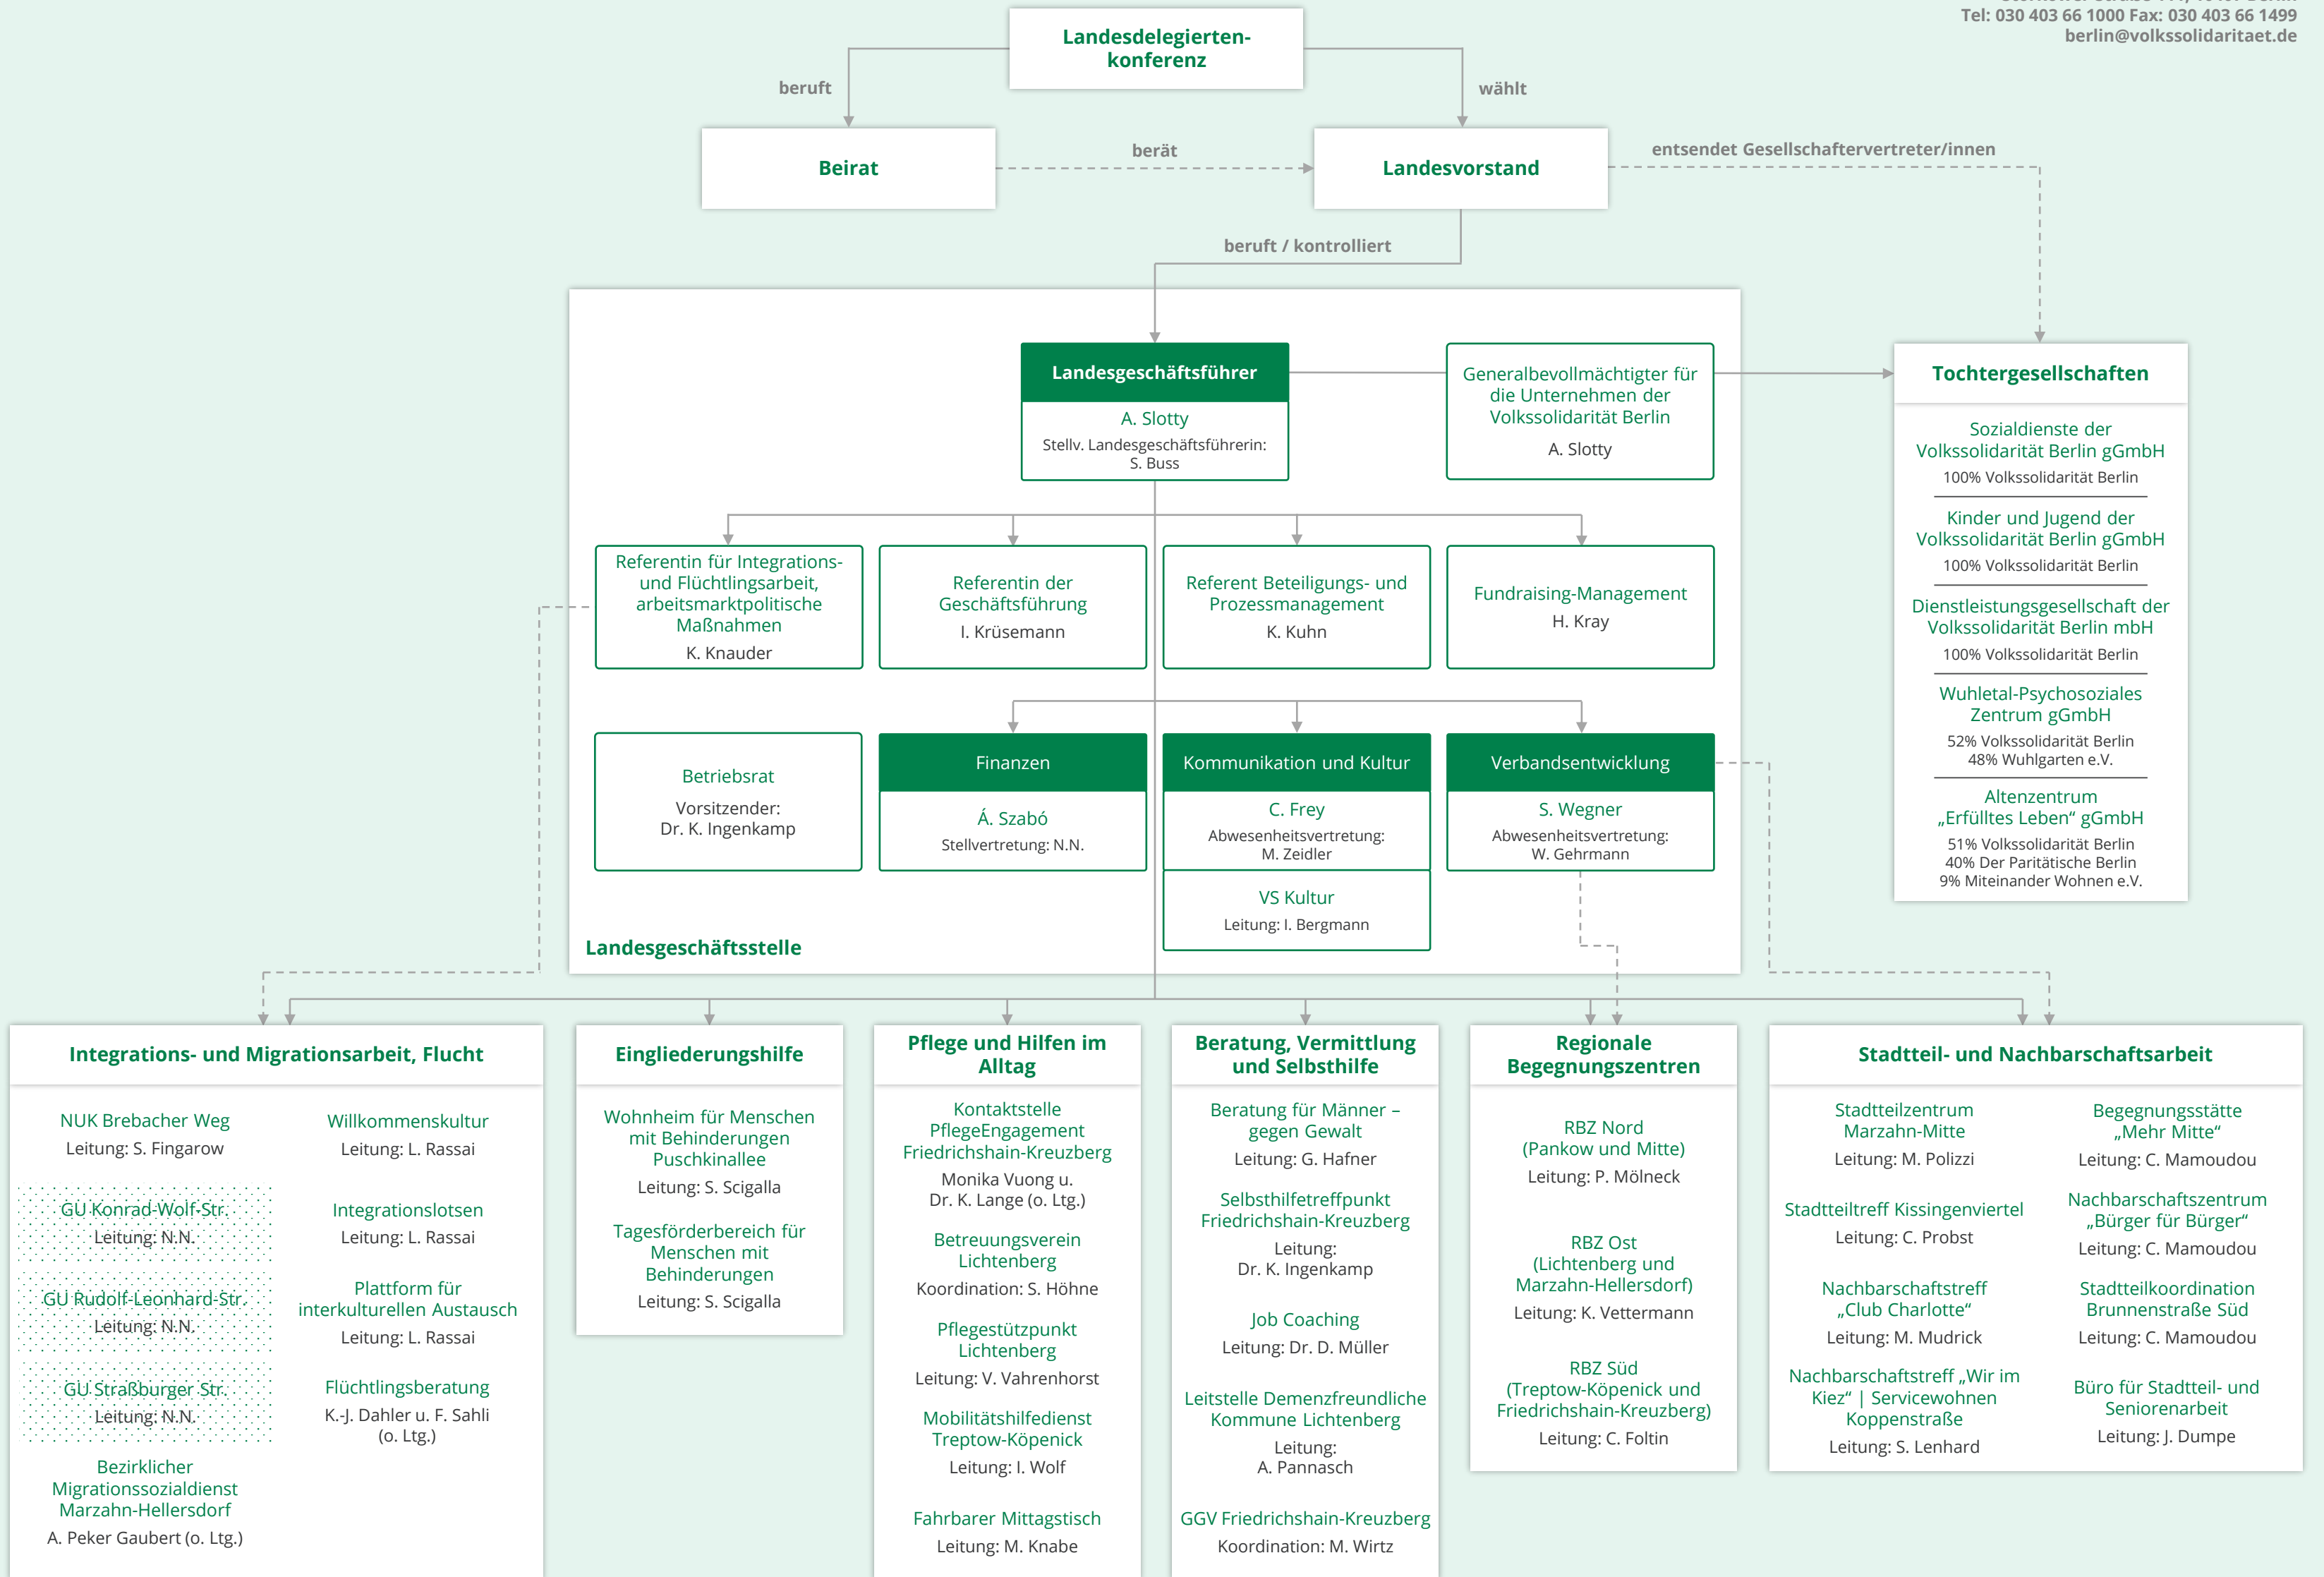 Tel: 030 403 66 1000 Fax: 030 403 66 1499
berlin@volkssolidaritaet.de
Landesdelegierten-
konferenz
beruft
wählt
Beirat
berät
Landesvorstand
entsendet Gesellschaftervertreter/innen
beruft / kontrolliert
Landesgeschäftsführer
A. Slotty
Stellv. Landesgeschäftsführerin:
S. Buss
Generalbevollmächtigter für
die Unternehmen der
Volkssolidarität Berlin
A. Slotty
Tochtergesellschaften
Sozialdienste der
Volkssolidarität Berlin gGmbH
100% Volkssolidarität Berlin
Kinder und Jugend der
Volkssolidarität Berlin gGmbH
100% Volkssolidarität Berlin
Dienstleistungsgesellschaft der
Volkssolidarität Berlin mbH
100% Volkssolidarität Berlin
Wuhletal-Psychosoziales
Zentrum gGmbH
52% Volkssolidarität Berlin
48% Wuhlgarten e.V.
Altenzentrum
„Erfülltes Leben“ gGmbH
51% Volkssolidarität Berlin
40% Der Paritätische Berlin
9% Miteinander Wohnen e.V.
Referentin für Integrations-
und Flüchtlingsarbeit,
arbeitsmarktpolitische
Maßnahmen
K. Knauder
Referentin der
Geschäftsführung
I. Krüsemann
Referent Beteiligungs- und
Prozessmanagement
K. Kuhn
Fundraising-Management
H. Kray
Betriebsrat
Vorsitzender:
Dr. K. Ingenkamp
Finanzen
Á. Szabó
Stellvertretung: N.N.
Kommunikation und Kultur
C. Frey
Abwesenheitsvertretung:
M. Zeidler
VS Kultur
Leitung: I. Bergmann
Verbandsentwicklung
S. Wegner
Abwesenheitsvertretung:
W. Gehrmann
Landesgeschäftsstelle
Integrations- und Migrationsarbeit, Flucht
NUK Brebacher Weg
Leitung: S. Fingarow
GU Konrad-Wolf-Str.
Leitung: N.N.
GU Rudolf-Leonhard-Str.
Leitung: N.N.
GU Straßburger Str.
Leitung: N.N.
Bezirklicher
Migrationssozialdienst
Marzahn-Hellersdorf
A. Peker Gaubert (o. Ltg.)
Willkommenskultur
Leitung: L. Rassai
Integrationslotsen
Leitung: L. Rassai
Plattform für
interkulturellen Austausch
Leitung: L. Rassai
Flüchtlingsberatung
K.-J. Dahler u. F. Sahli
(o. Ltg.)
Eingliederungshilfe
Wohnheim für Menschen
mit Behinderungen
Puschkinallee
Leitung: S. Scigalla
Tagesförderbereich für
Menschen mit
Behinderungen
Leitung: S. Scigalla
Pflege und Hilfen im
Alltag
Kontaktstelle
PflegeEngagement
Friedrichshain-Kreuzberg
Monika Vuong u.
Dr. K. Lange (o. Ltg.)
Betreuungsverein
Lichtenberg
Koordination: S. Höhne
Pflegestützpunkt
Lichtenberg
Leitung: V. Vahrenhorst
Mobilitätshilfedienst
Treptow-Köpenick
Leitung: I. Wolf
Fahrbarer Mittagstisch
Leitung: M. Knabe
Beratung, Vermittlung
und Selbsthilfe
Beratung für Männer –
gegen Gewalt
Leitung: G. Hafner
Selbsthilfetreffpunkt
Friedrichshain-Kreuzberg
Leitung:
Dr. K. Ingenkamp
Job Coaching
Leitung: Dr. D. Müller
Leitstelle Demenzfreundliche
Kommune Lichtenberg
Leitung:
A. Pannasch
GGV Friedrichshain-Kreuzberg
Koordination: M. Wirtz
Regionale
Begegnungszentren
RBZ Nord
(Pankow und Mitte)
Leitung: P. Mölneck
RBZ Ost
(Lichtenberg und
Marzahn-Hellersdorf)
Leitung: K. Vettermann
RBZ Süd
(Treptow-Köpenick und
Friedrichshain-Kreuzberg)
Leitung: C. Foltin
Stadtteil- und Nachbarschaftsarbeit
Stadtteilzentrum
Marzahn-Mitte
Leitung: M. Polizzi
Stadtteiltreff Kissingenviertel
Leitung: C. Probst
Nachbarschaftstreff
„Club Charlotte“
Leitung: M. Mudrick
Nachbarschaftstreff „Wir im
Kiez“ | Servicewohnen
Koppenstraße
Leitung: S. Lenhard
Begegnungsstätte
„Mehr Mitte“
Leitung: C. Mamoudou
Nachbarschaftszentrum
„Bürger für Bürger“
Leitung: C. Mamoudou
Stadtteilkoordination
Brunnenstraße Süd
Leitung: C. Mamoudou
Büro für Stadtteil- und
Seniorenarbeit
Leitung: J. Dumpe